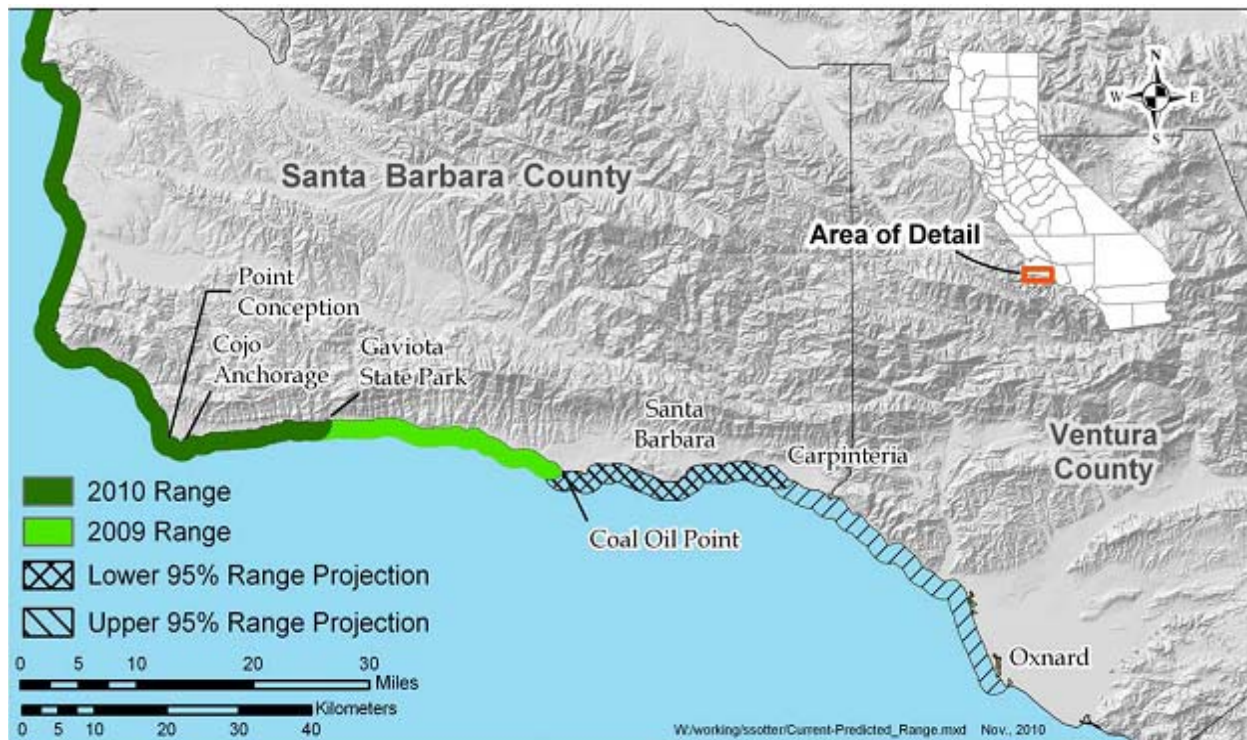 N
W E
S
Santa Barbara County
Area of Detail
Point
Conception
Cojo
Anchorage
Gaviota
State Park
Santa
Barbara
Carpinteria
Ventura
County
Coal Oil Point
Oxnard
2010 Range
2009 Range
Lower 95% Range Projection
Upper 95% Range Projection
0 5 10 20 30
Miles
Kilometers
0 5 10 20 30 40
W:/working/ssotter/Current-Predicted_Range.mxd Nov., 2010